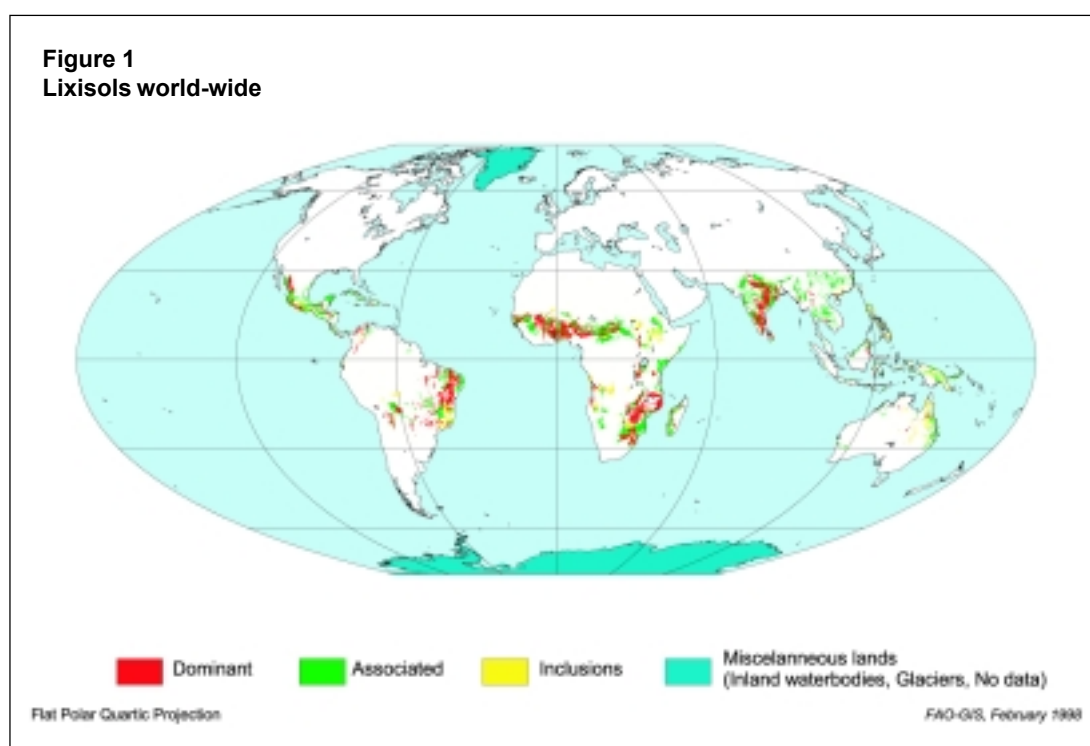 Figure 1
Lixisols world-wide
Dominant
Associated
Inclusions
Miscelanneous lands
(Inland waterbodies, Glaciers, No data)
Flat Polar Quartic Projection
FAO-GIS, February 1998